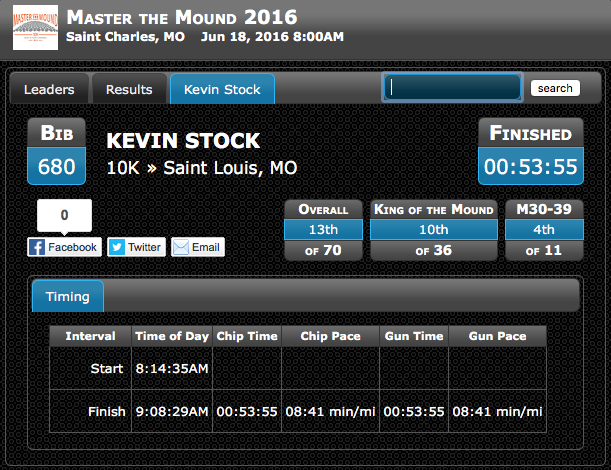 MASTER THE MOUND
MASTER THE MOUND 2016
SAINT CHARLES, MO JUN 18, 2016 8:00AM
Leaders Results Kevin Stock search
BIB
680
KEVIN STOCK
10K » Saint Louis, MO
FINISHED
00:53:55
0
Facebook Twitter Email
OVERALL
13th
OF 70
KING OF THE MOUND
10th
OF 36
M30-39
4th
OF 11
Timing
Interval Time of Day Chip Time Chip Pace Gun Time Gun Pace
Start 8:14:35AM
Finish 9:08:29AM 00:53:55 08:41 min/mi 00:53:55 08:41 min/mi